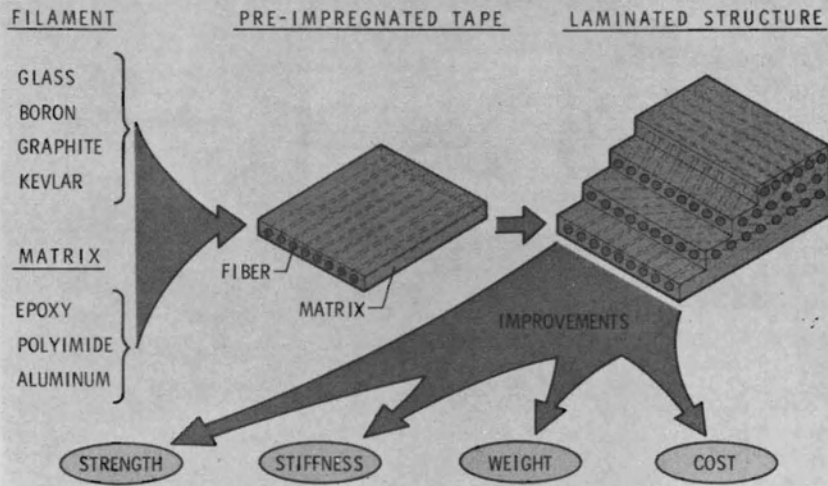 FILAMENT
PRE-IMPREGNATED TAPE
LAMINATED STRUCTURE
GLASS
BORON
GRAPHITE
KEVLAR
MATRIX
EPOXY
POLYIMIDE
ALUMINUM
FIBER
MATRIX
IMPROVEMENTS
STRENGTH
STIFFNESS
WEIGHT
COST